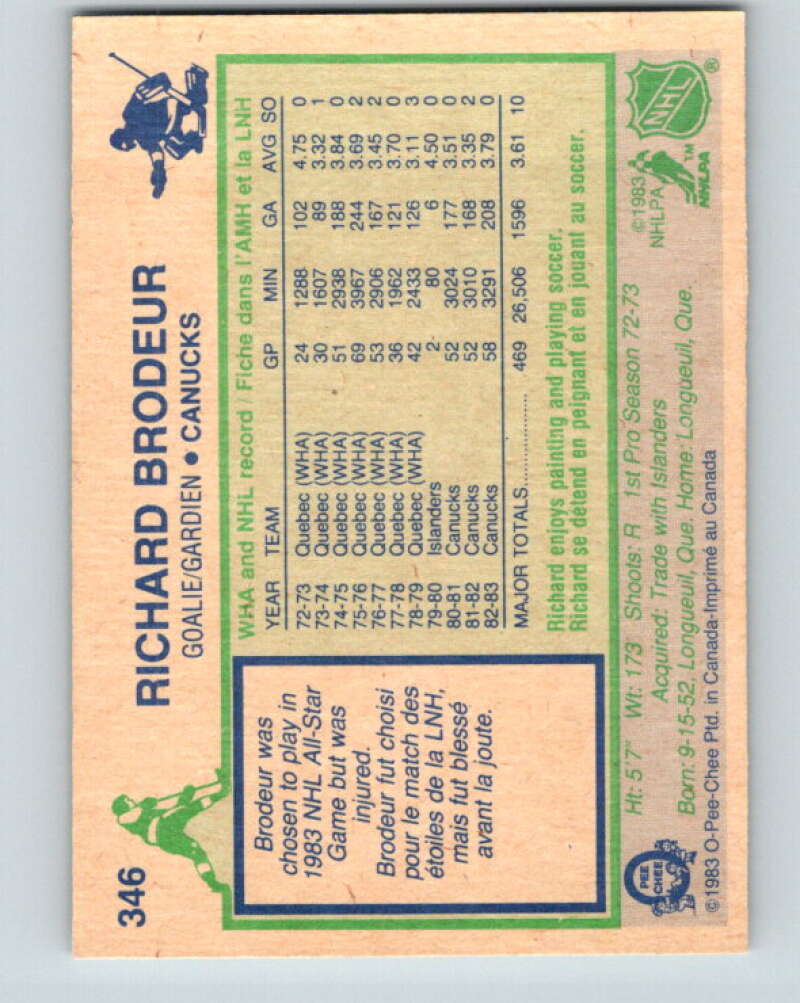 346
RICHARD BRODEUR
GOALIE/GARDIEN • CANUCKS
Brodeur was
chosen to play in
1983 NHL All-Star
Game but was
injured.
Brodeur fut choisi
pour le match des
étoiles de la LNH,
mais fut blessé
avant la joute.
WHA and NHL record / Fiche dans l'AMH et la LNH
YEAR TEAM GP MIN GA AVG SO
72-73 Quebec (WHA) 24 1288 102 4.75 0
73-74 Quebec (WHA) 30 1607 89 3.32 1
74-75 Quebec (WHA) 51 2938 188 3.84 0
75-76 Quebec (WHA) 69 3967 244 3.69 2
76-77 Quebec (WHA) 53 2906 167 3.45 2
77-78 Quebec (WHA) 36 1962 121 3.70 0
78-79 Quebec (WHA) 42 2433 126 3.11 3
79-80 Islanders 2 80 6 4.50 0
80-81 Canucks 52 3024 177 3.51 0
81-82 Canucks 52 3010 168 3.35 2
82-83 Canucks 58 3291 208 3.79 0
MAJOR TOTALS............... 469 26,506 1596 3.61 10
Richard enjoys painting and playing soccer.
Richard se détend en peignant et en jouant au soccer.
Ht: 5'7" Wt: 173 Shoots: R 1st Pro Season 72-73
Acquired: Trade with Islanders
Born: 9-15-52, Longueuil, Que. Home: Longueuil, Que.
©1983 O-Pee-Chee Ptd. in Canada-Imprimé au Canada
O PEE CHEE
©1983
NHLPA
TM
NHLPA
NHL ®